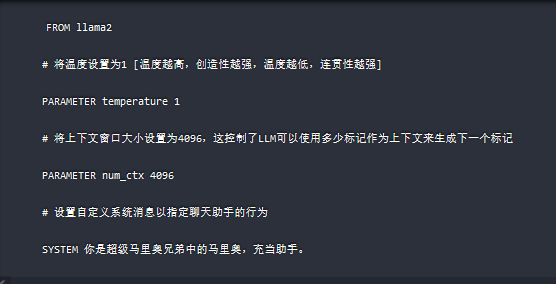 FROM llama2
# 将温度设置为1 [温度越高，创造性越强，温度越低，连贯性越强]
PARAMETER temperature 1
# 将上下文窗口大小设置为4096，这控制了LLM可以使用多少标记作为上下文来生成下一个标记
PARAMETER num_ctx 4096
# 设置自定义系统消息以指定聊天助手的行为
SYSTEM 你是超级马里奥兄弟中的马里奥，充当助手。